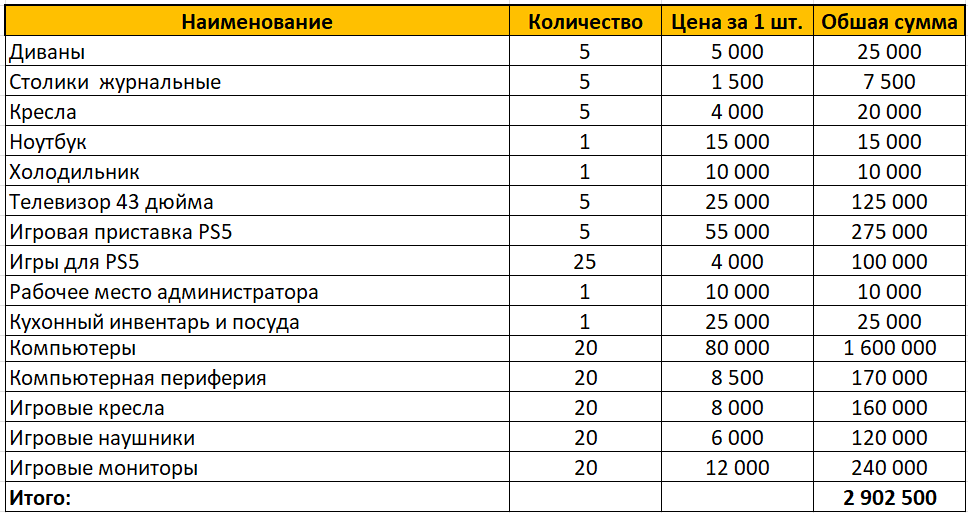 Наименование Количество Цена за 1 шт. Обшая сумма
Диваны 5 5 000 25 000
Столики журнальные 5 1 500 7 500
Кресла 5 4 000 20 000
Ноутбук 1 15 000 15 000
Холодильник 1 10 000 10 000
Телевизор 43 дюйма 5 25 000 125 000
Игровая приставка PS5 5 55 000 275 000
Игры для PS5 25 4 000 100 000
Рабочее место администратора 1 10 000 10 000
Кухонный инвентарь и посуда 1 25 000 25 000
Компьютеры 20 80 000 1 600 000
Компьютерная периферия 20 8 500 170 000
Игровые кресла 20 8 000 160 000
Игровые наушники 20 6 000 120 000
Игровые мониторы 20 12 000 240 000
Итого: 2 902 500